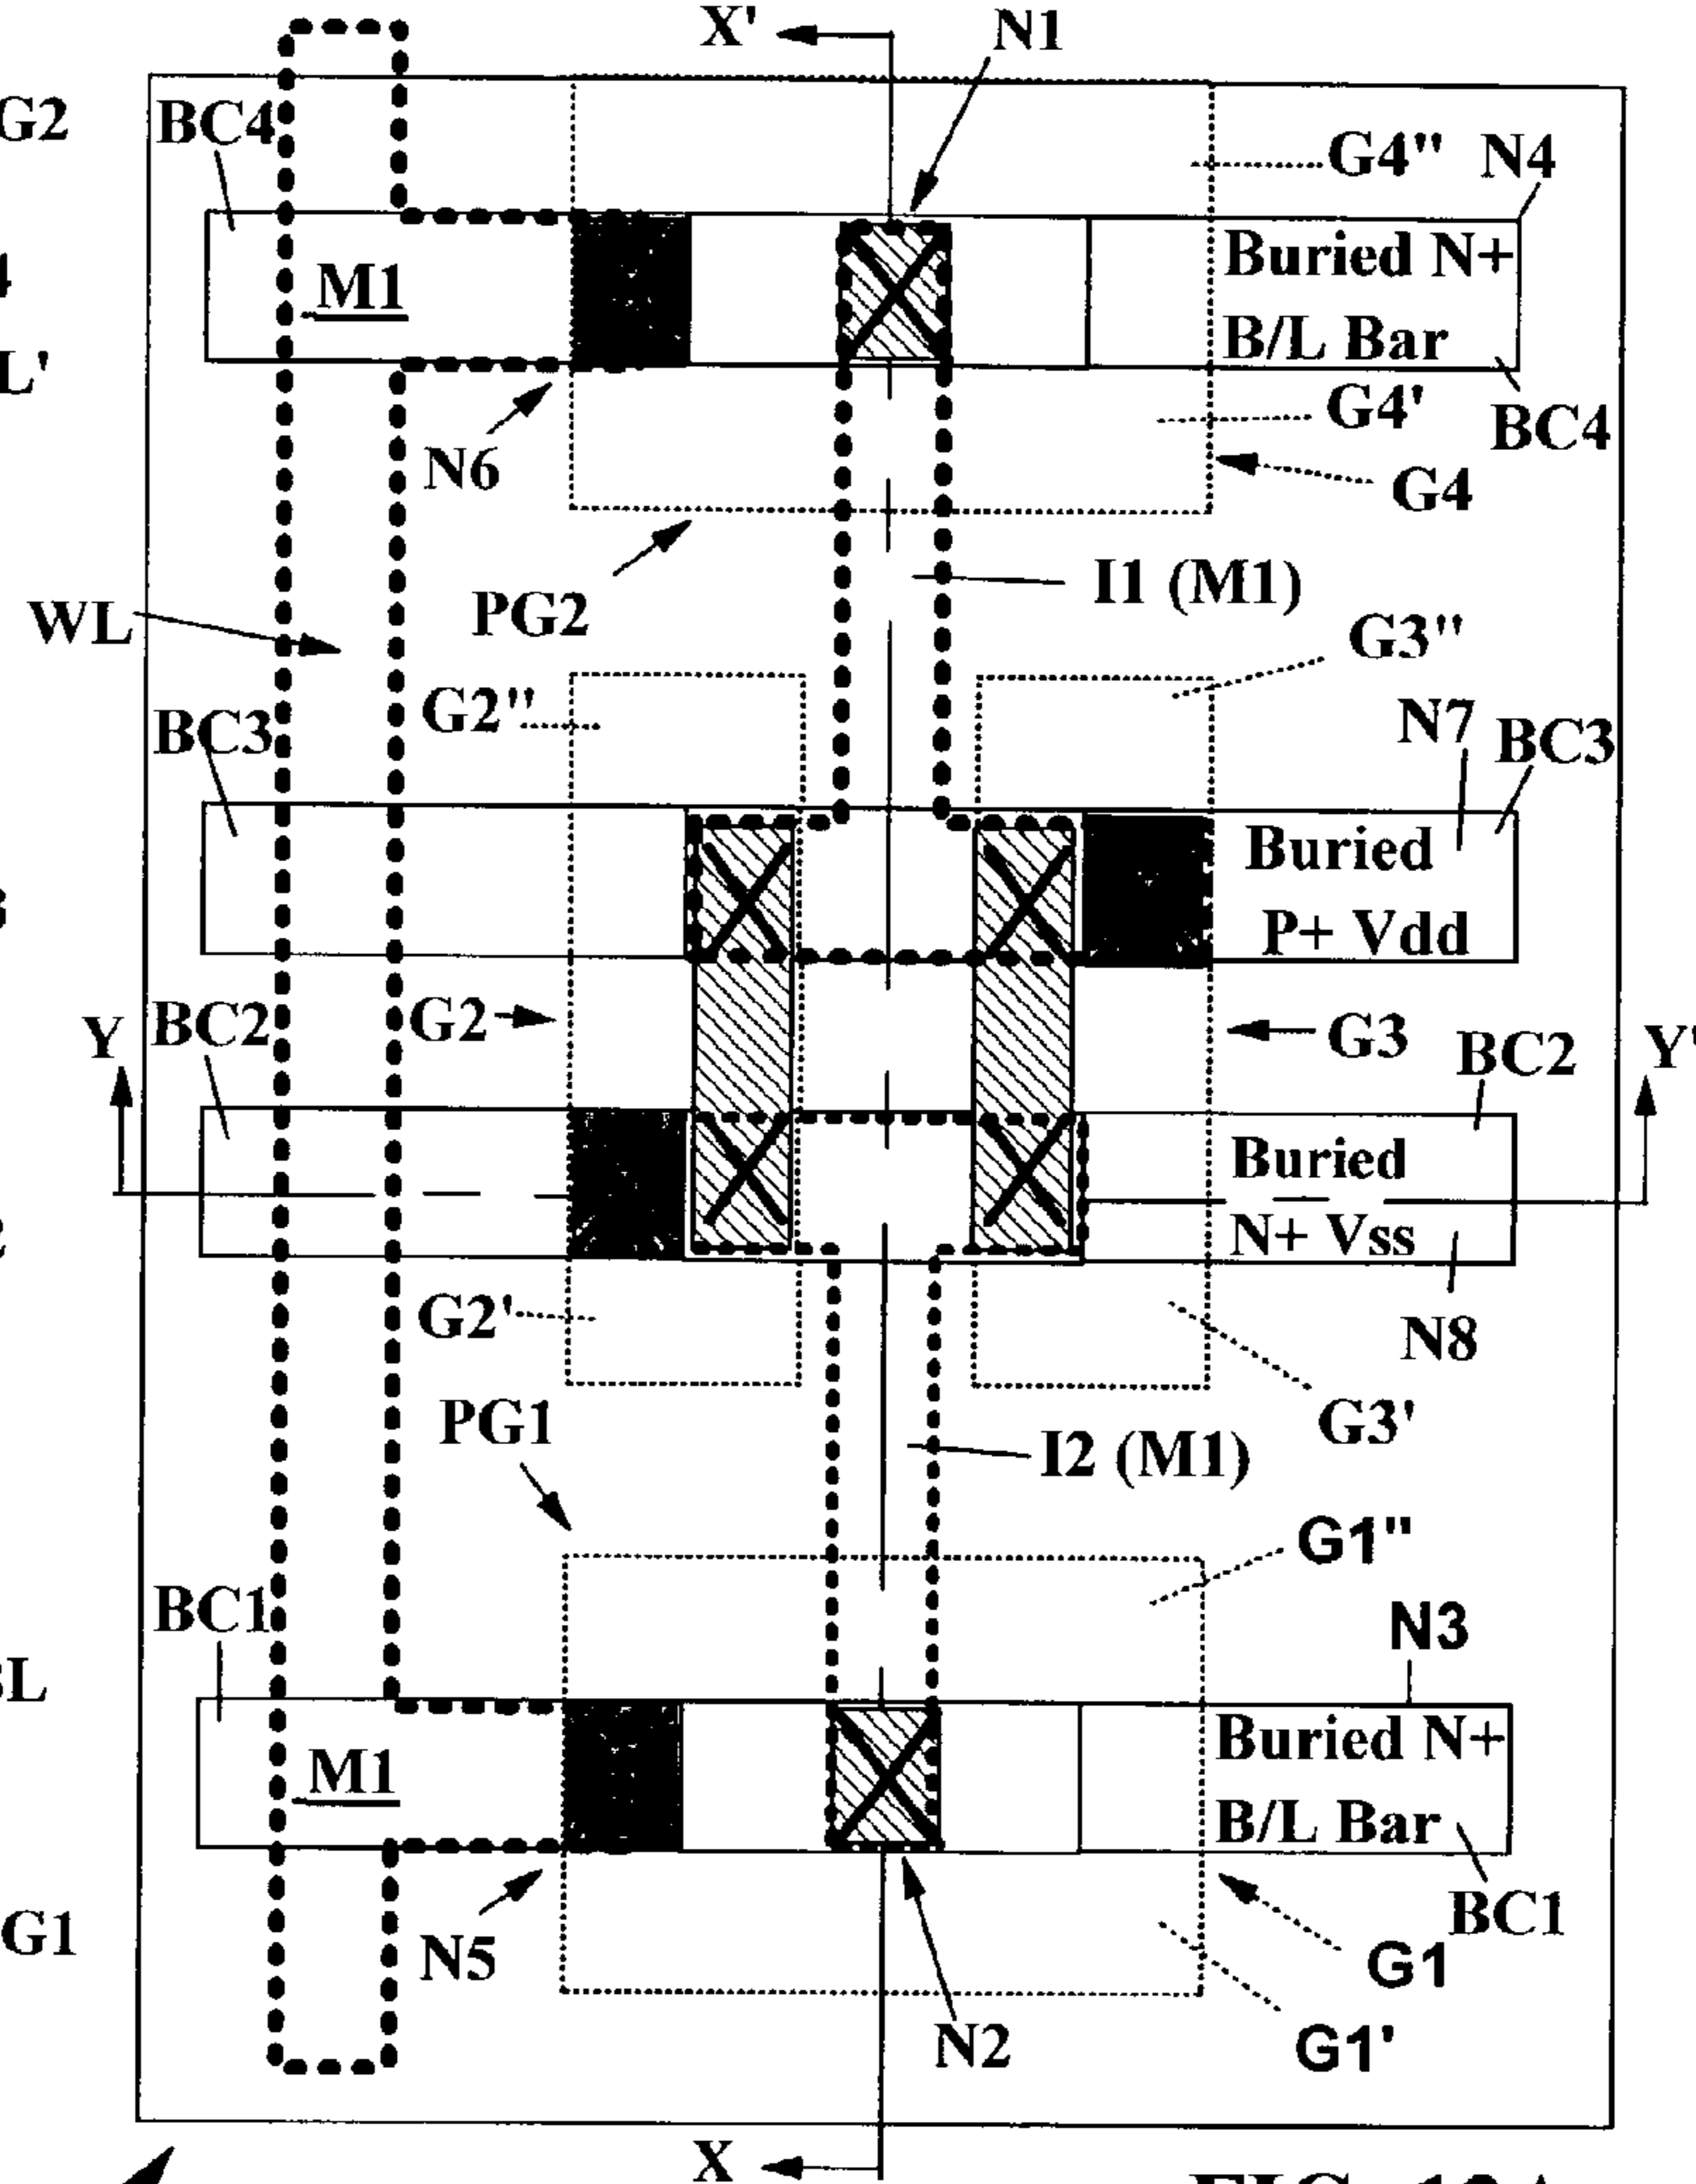 X'
N1
G2
BC4
G4"
N4
M1
Buried N+
B/L Bar
L'
G4'
BC4
N6
G4
PG2
I1 (M1)
WL
G3"
G2"
N7
BC3
BC3
Buried
P+ Vdd
G2
G3
Y
BC2
BC2
Y'
Buried
N+ Vss
G2'
N8
PG1
G3'
I2 (M1)
G1"
BC1
N3
M1
Buried N+
B/L Bar
G1
N5
BC1
G1
N2
G1'
X